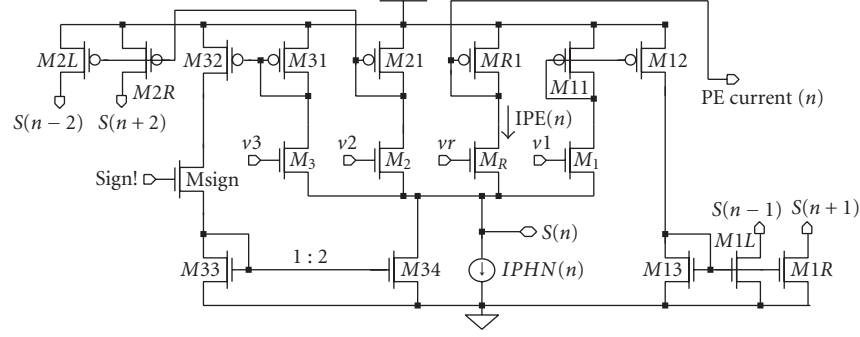 M2L
M2R
M32
M31
M21
MR1
M11
M12
S(n − 2)
S(n + 2)
IPE(n)
PE current (n)
v3
v2
vr
v1
M₃
M₂
M_R
M₁
Sign!
Msign
S(n)
S(n − 1)
S(n + 1)
M33
1 : 2
M34
IPHN(n)
M13
M1L
M1R